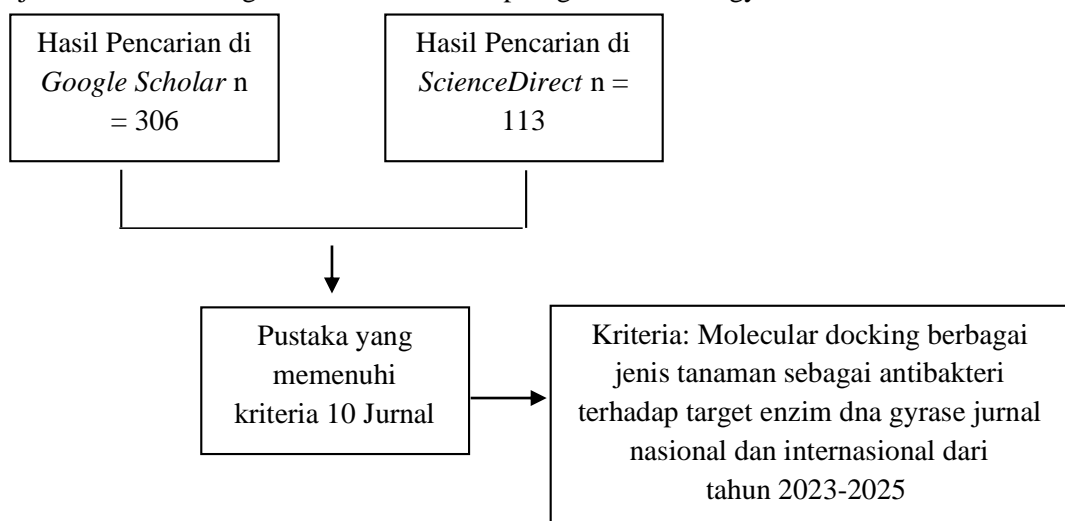 Hasil Pencarian di
Google Scholar n
= 306
Hasil Pencarian di
ScienceDirect n =
113
Pustaka yang
memenuhi
kriteria 10 Jurnal
Kriteria: Molecular docking berbagai
jenis tanaman sebagai antibakteri
terhadap target enzim dna gyrase jurnal
nasional dan internasional dari
tahun 2023-2025